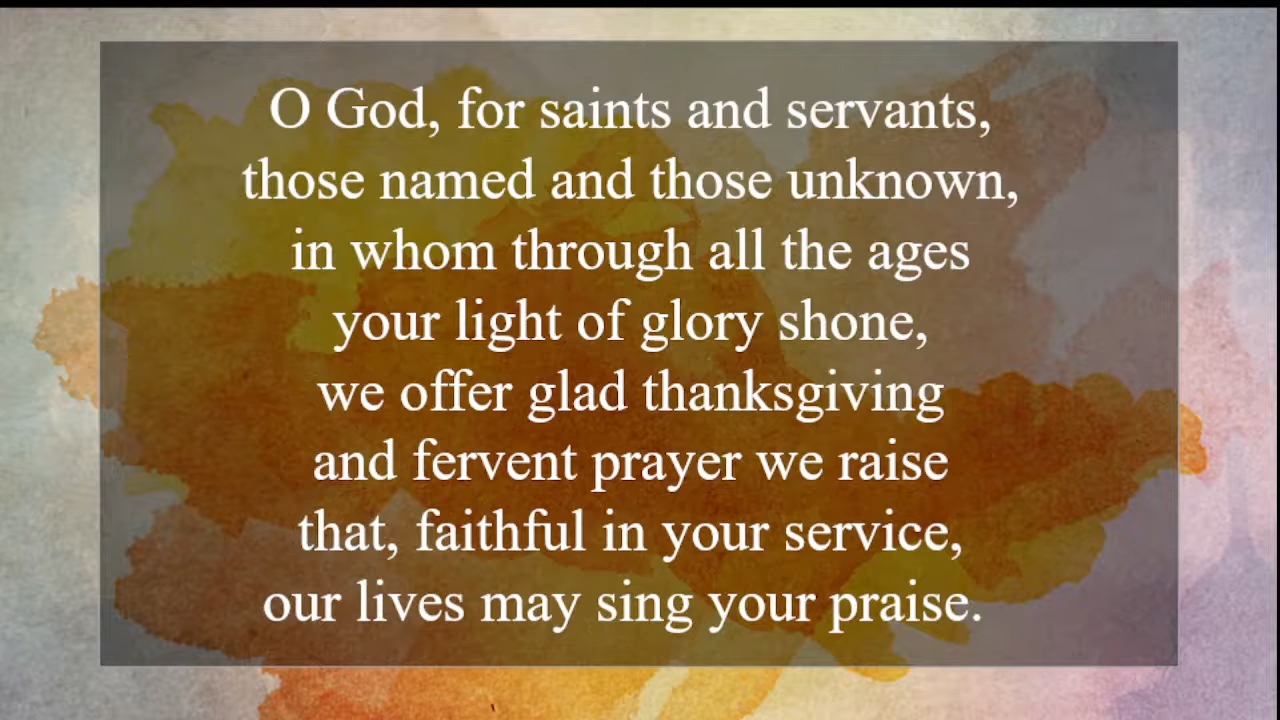 O God, for saints and servants,
those named and those unknown,
in whom through all the ages
your light of glory shone,
we offer glad thanksgiving
and fervent prayer we raise
that, faithful in your service,
our lives may sing your praise.